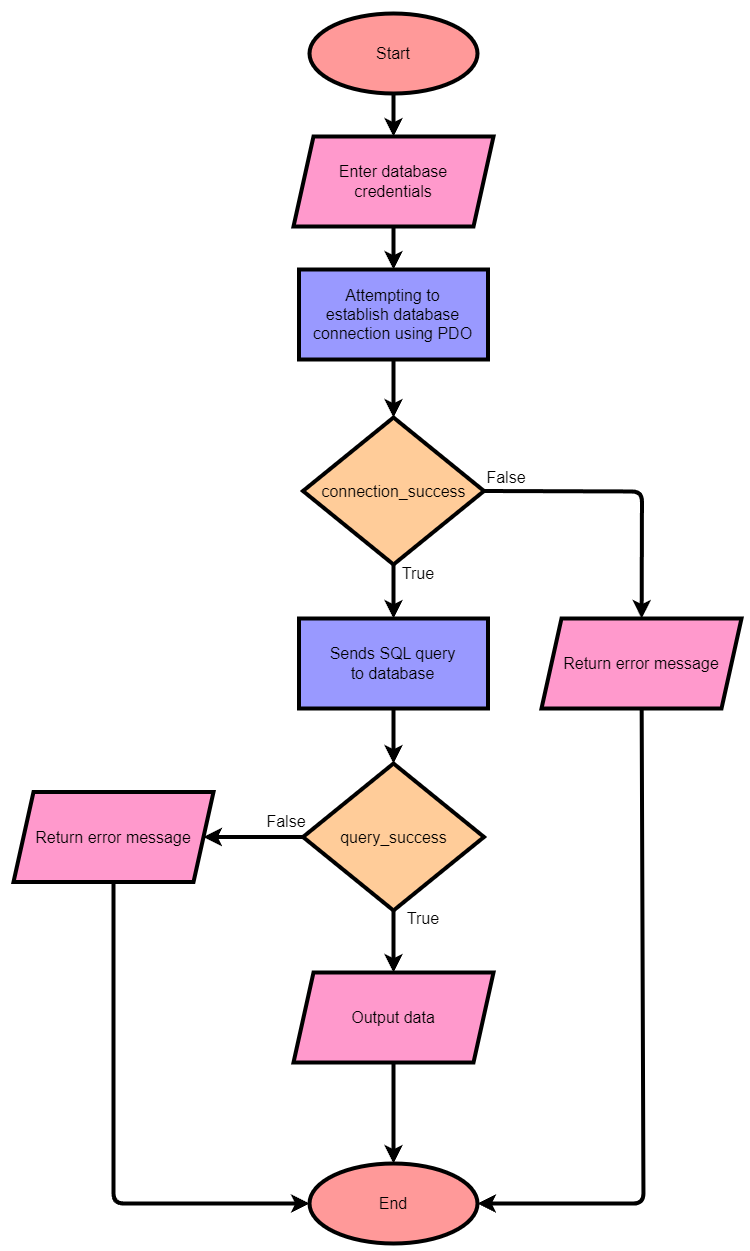 Start
Enter database
credentials
Attempting to
establish database
connection using PDO
connection_success
False
True
Sends SQL query
to database
Return error message
False
Return error message
query_success
True
Output data
End